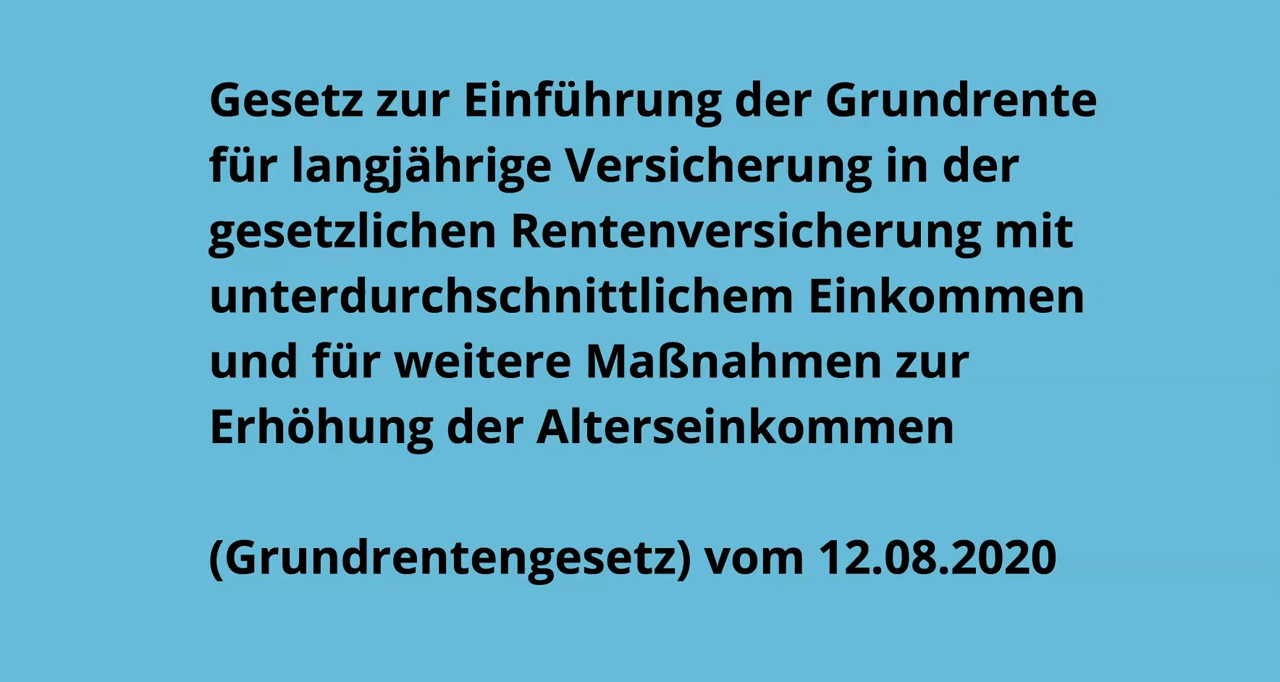 Gesetz zur Einführung der Grundrente
für langjährige Versicherung in der
gesetzlichen Rentenversicherung mit
unterdurchschnittlichem Einkommen
und für weitere Maßnahmen zur
Erhöhung der Alterseinkommen
(Grundrentengesetz) vom 12.08.2020